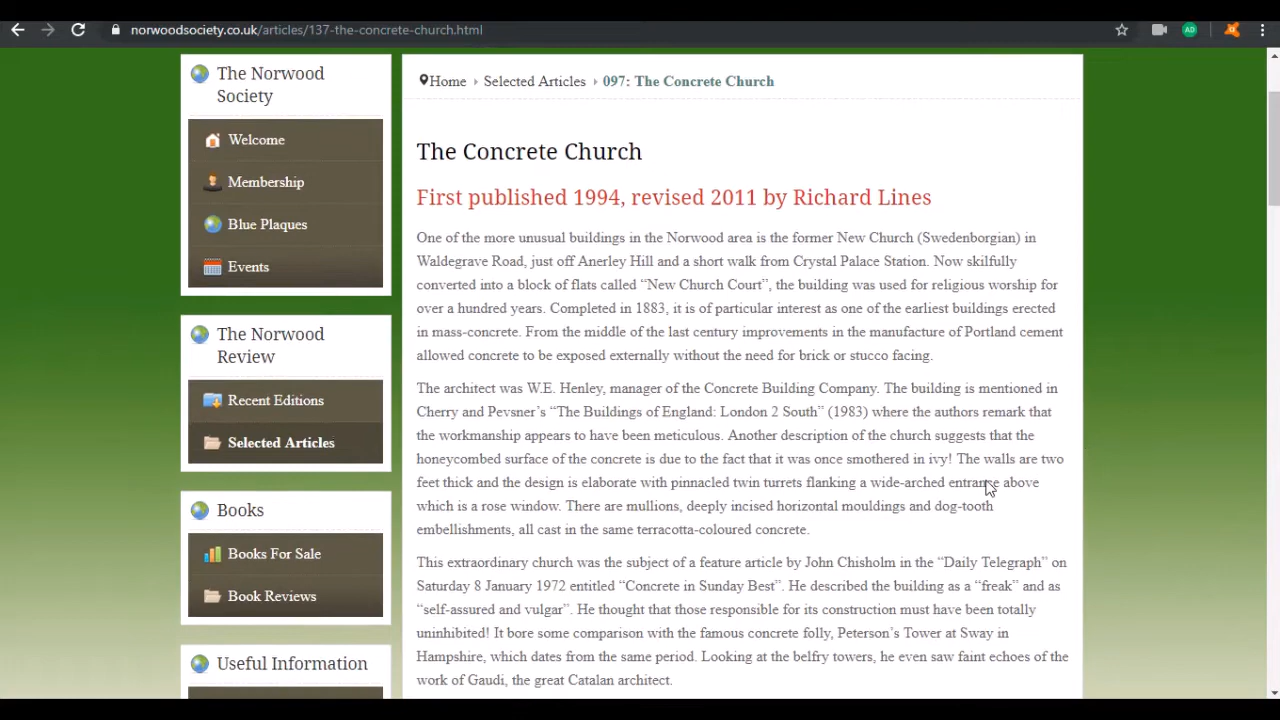 norwoodsociety.co.uk/articles/137-the-concrete-church.html
AD
The Norwood
Society
Welcome
Membership
Blue Plaques
Events
The Norwood
Review
Recent Editions
Selected Articles
Books
Books For Sale
Book Reviews
Useful Information
Home
Selected Articles
097: The Concrete Church
The Concrete Church
First published 1994, revised 2011 by Richard Lines
One of the more unusual buildings in the Norwood area is the former New Church (Swedenborgian) in
Waldegrave Road, just off Anerley Hill and a short walk from Crystal Palace Station. Now skilfully
converted into a block of flats called “New Church Court”, the building was used for religious worship for
over a hundred years. Completed in 1883, it is of particular interest as one of the earliest buildings erected
in mass-concrete. From the middle of the last century improvements in the manufacture of Portland cement
allowed concrete to be exposed externally without the need for brick or stucco facing.
The architect was W.E. Henley, manager of the Concrete Building Company. The building is mentioned in
Cherry and Pevsner’s “The Buildings of England: London 2 South” (1983) where the authors remark that
the workmanship appears to have been meticulous. Another description of the church suggests that the
honeycombed surface of the concrete is due to the fact that it was once smothered in ivy! The walls are two
feet thick and the design is elaborate with pinnacled twin turrets flanking a wide-arched entrance above
which is a rose window. There are mullions, deeply incised horizontal mouldings and dog-tooth
embellishments, all cast in the same terracotta-coloured concrete.
This extraordinary church was the subject of a feature article by John Chisholm in the “Daily Telegraph” on
Saturday 8 January 1972 entitled “Concrete in Sunday Best”. He described the building as a “freak” and as
“self-assured and vulgar”. He thought that those responsible for its construction must have been totally
uninhibited! It bore some comparison with the famous concrete folly, Peterson’s Tower at Sway in
Hampshire, which dates from the same period. Looking at the belfry towers, he even saw faint echoes of the
work of Gaudi, the great Catalan architect.